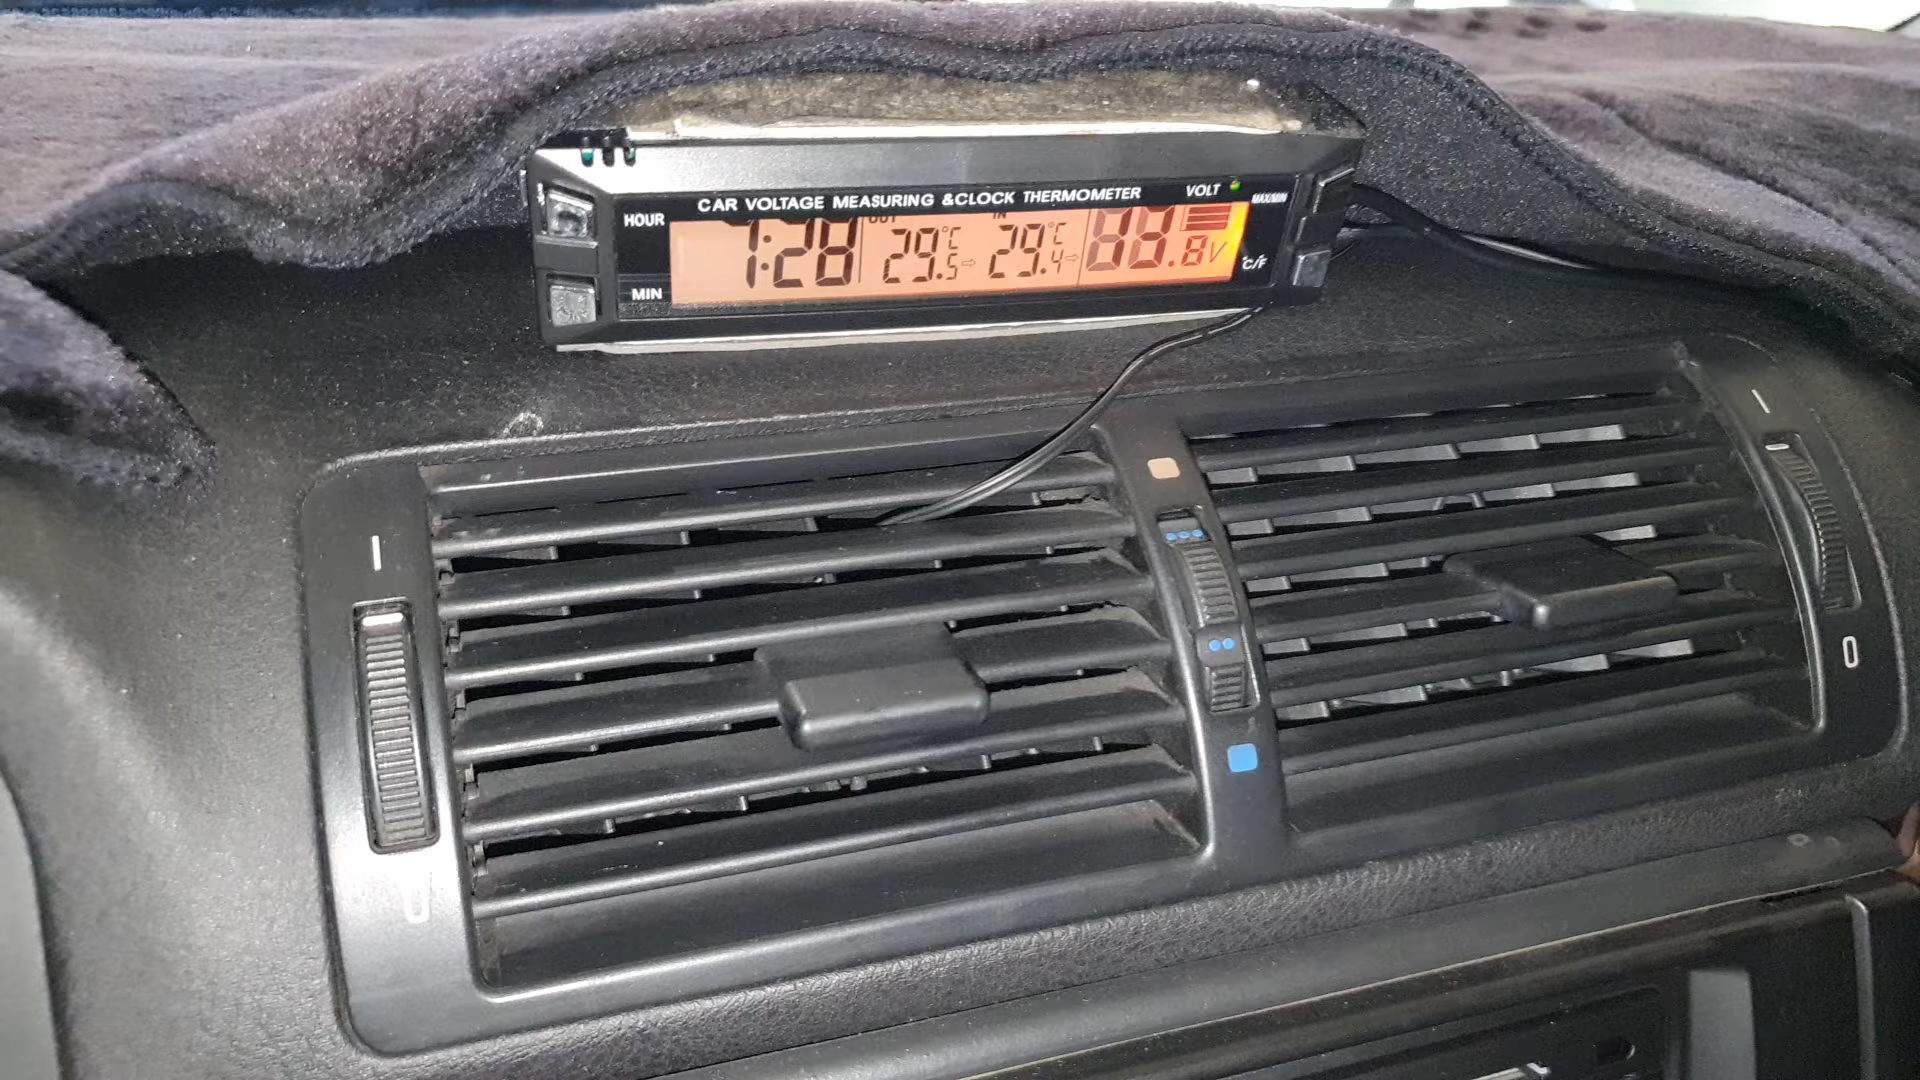 CAR VOLTAGE MEASURING &CLOCK THERMOMETER
VOLT
MAX/MIN
HOUR
OUT
IN
1:28
29.5°C
29.4°C
88.8V
MIN
°C/F